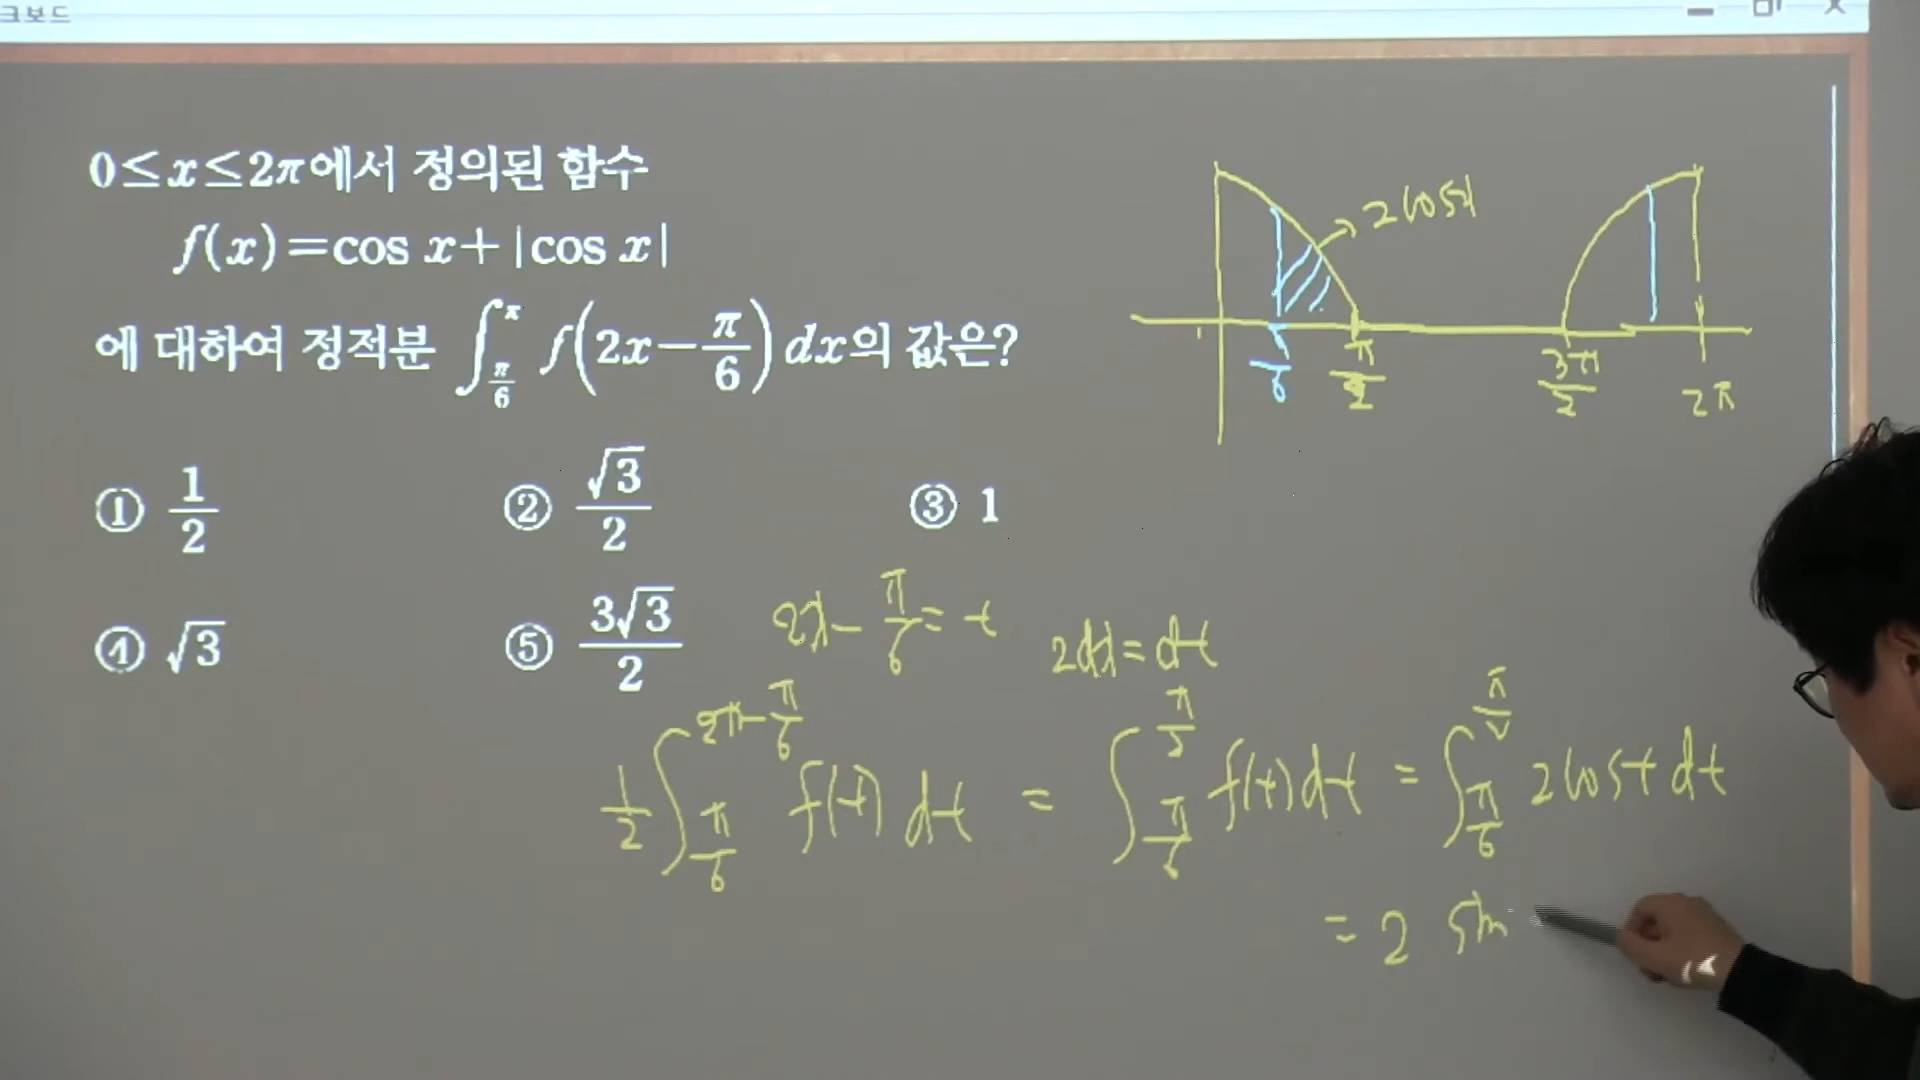 크보드
0≤x≤2π에서 정의된 함수
f(x)=cos x+|cos x|
에 대하여 정적분 ∫_{π/6}^{π} f(2x−π/6)dx의 값은?
① 1/2 ② √3/2 ③ 1
④ √3 ⑤ 3√3/2
2cosx
π/6 π/2 3π/2 2π
2x−π/6=t 2dx=dt
1/2 ∫_{π/6}^{2π−π/6} f(t)dt = ∫_{π/6}^{π/2} f(t)dt = ∫_{π/6}^{π/2} 2cost dt
= 2 sin